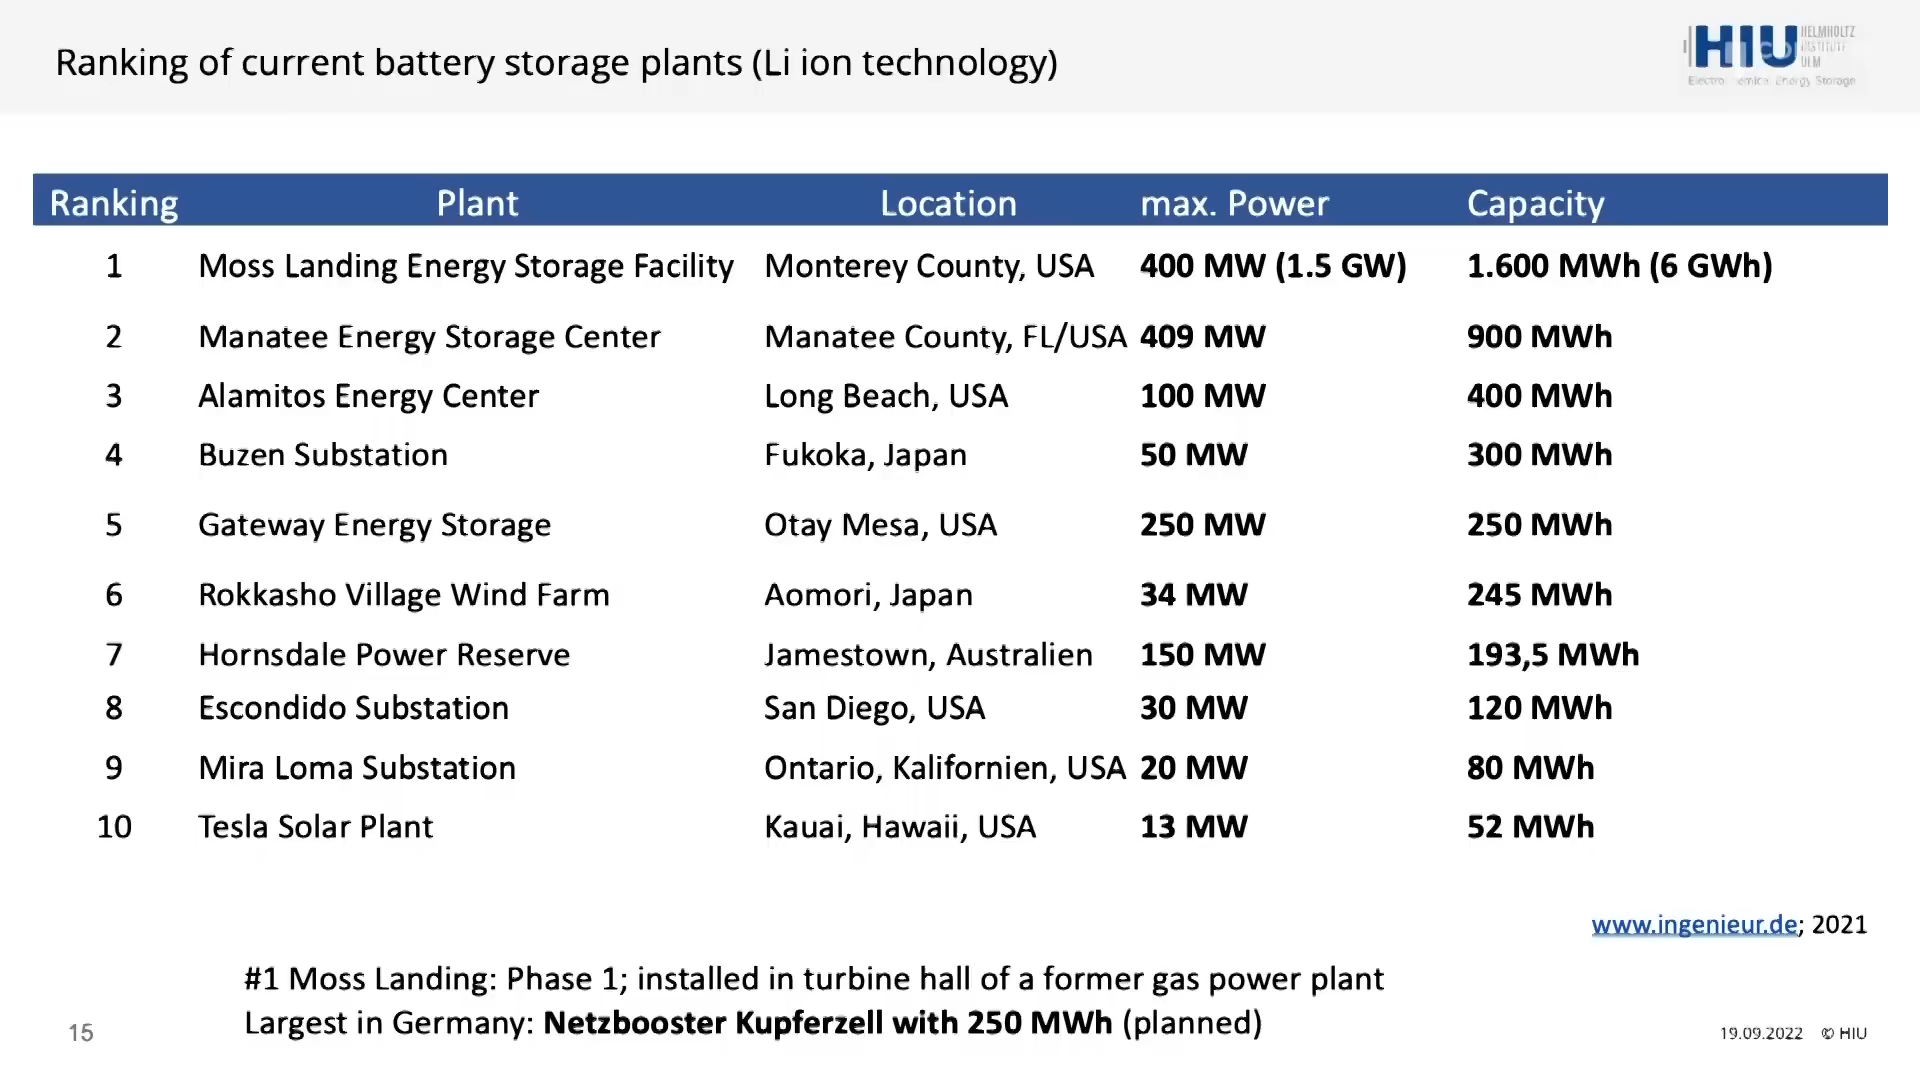 Ranking of current battery storage plants (Li ion technology)
HIU
HELMHOLTZ
Energy Storage
Ranking Plant Location max. Power Capacity
1 Moss Landing Energy Storage Facility Monterey County, USA 400 MW (1.5 GW) 1.600 MWh (6 GWh)
2 Manatee Energy Storage Center Manatee County, FL/USA 409 MW 900 MWh
3 Alamitos Energy Center Long Beach, USA 100 MW 400 MWh
4 Buzen Substation Fukoka, Japan 50 MW 300 MWh
5 Gateway Energy Storage Otay Mesa, USA 250 MW 250 MWh
6 Rokkasho Village Wind Farm Aomori, Japan 34 MW 245 MWh
7 Hornsdale Power Reserve Jamestown, Australien 150 MW 193,5 MWh
8 Escondido Substation San Diego, USA 30 MW 120 MWh
9 Mira Loma Substation Ontario, Kalifornien, USA 20 MW 80 MWh
10 Tesla Solar Plant Kauai, Hawaii, USA 13 MW 52 MWh
www.ingenieur.de; 2021
#1 Moss Landing: Phase 1; installed in turbine hall of a former gas power plant
Largest in Germany: Netzbooster Kupferzell with 250 MWh (planned)
15
19.09.2022 © HIU